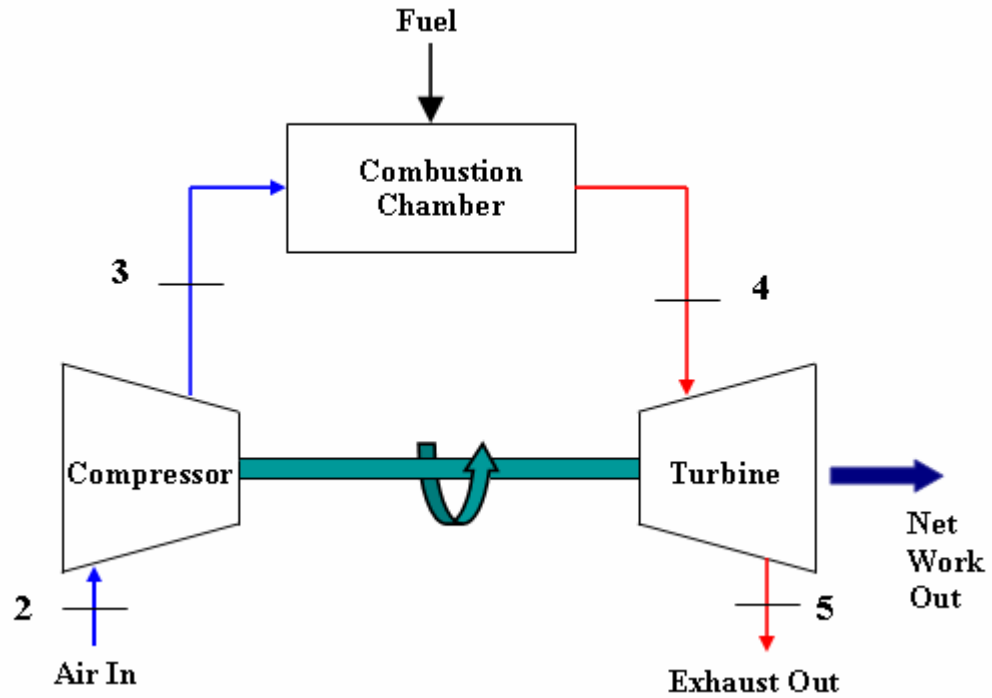 Fuel
Combustion
Chamber
3
4
Compressor
Turbine
Net
Work
Out
2
5
Air In
Exhaust Out